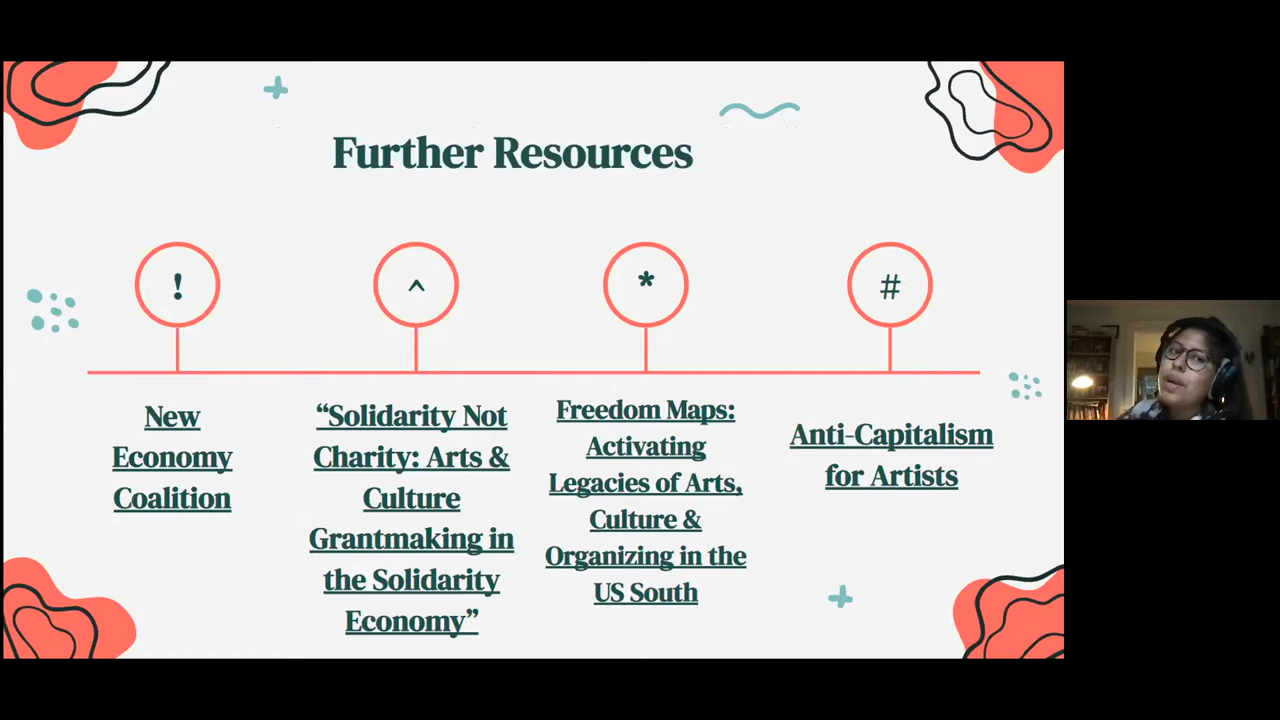 Further Resources
!
^
*
#
New
Economy
Coalition
“Solidarity Not
Charity: Arts &
Culture
Grantmaking in
the Solidarity
Economy”
Freedom Maps:
Activating
Legacies of Arts,
Culture &
Organizing in the
US South
Anti-Capitalism
for Artists